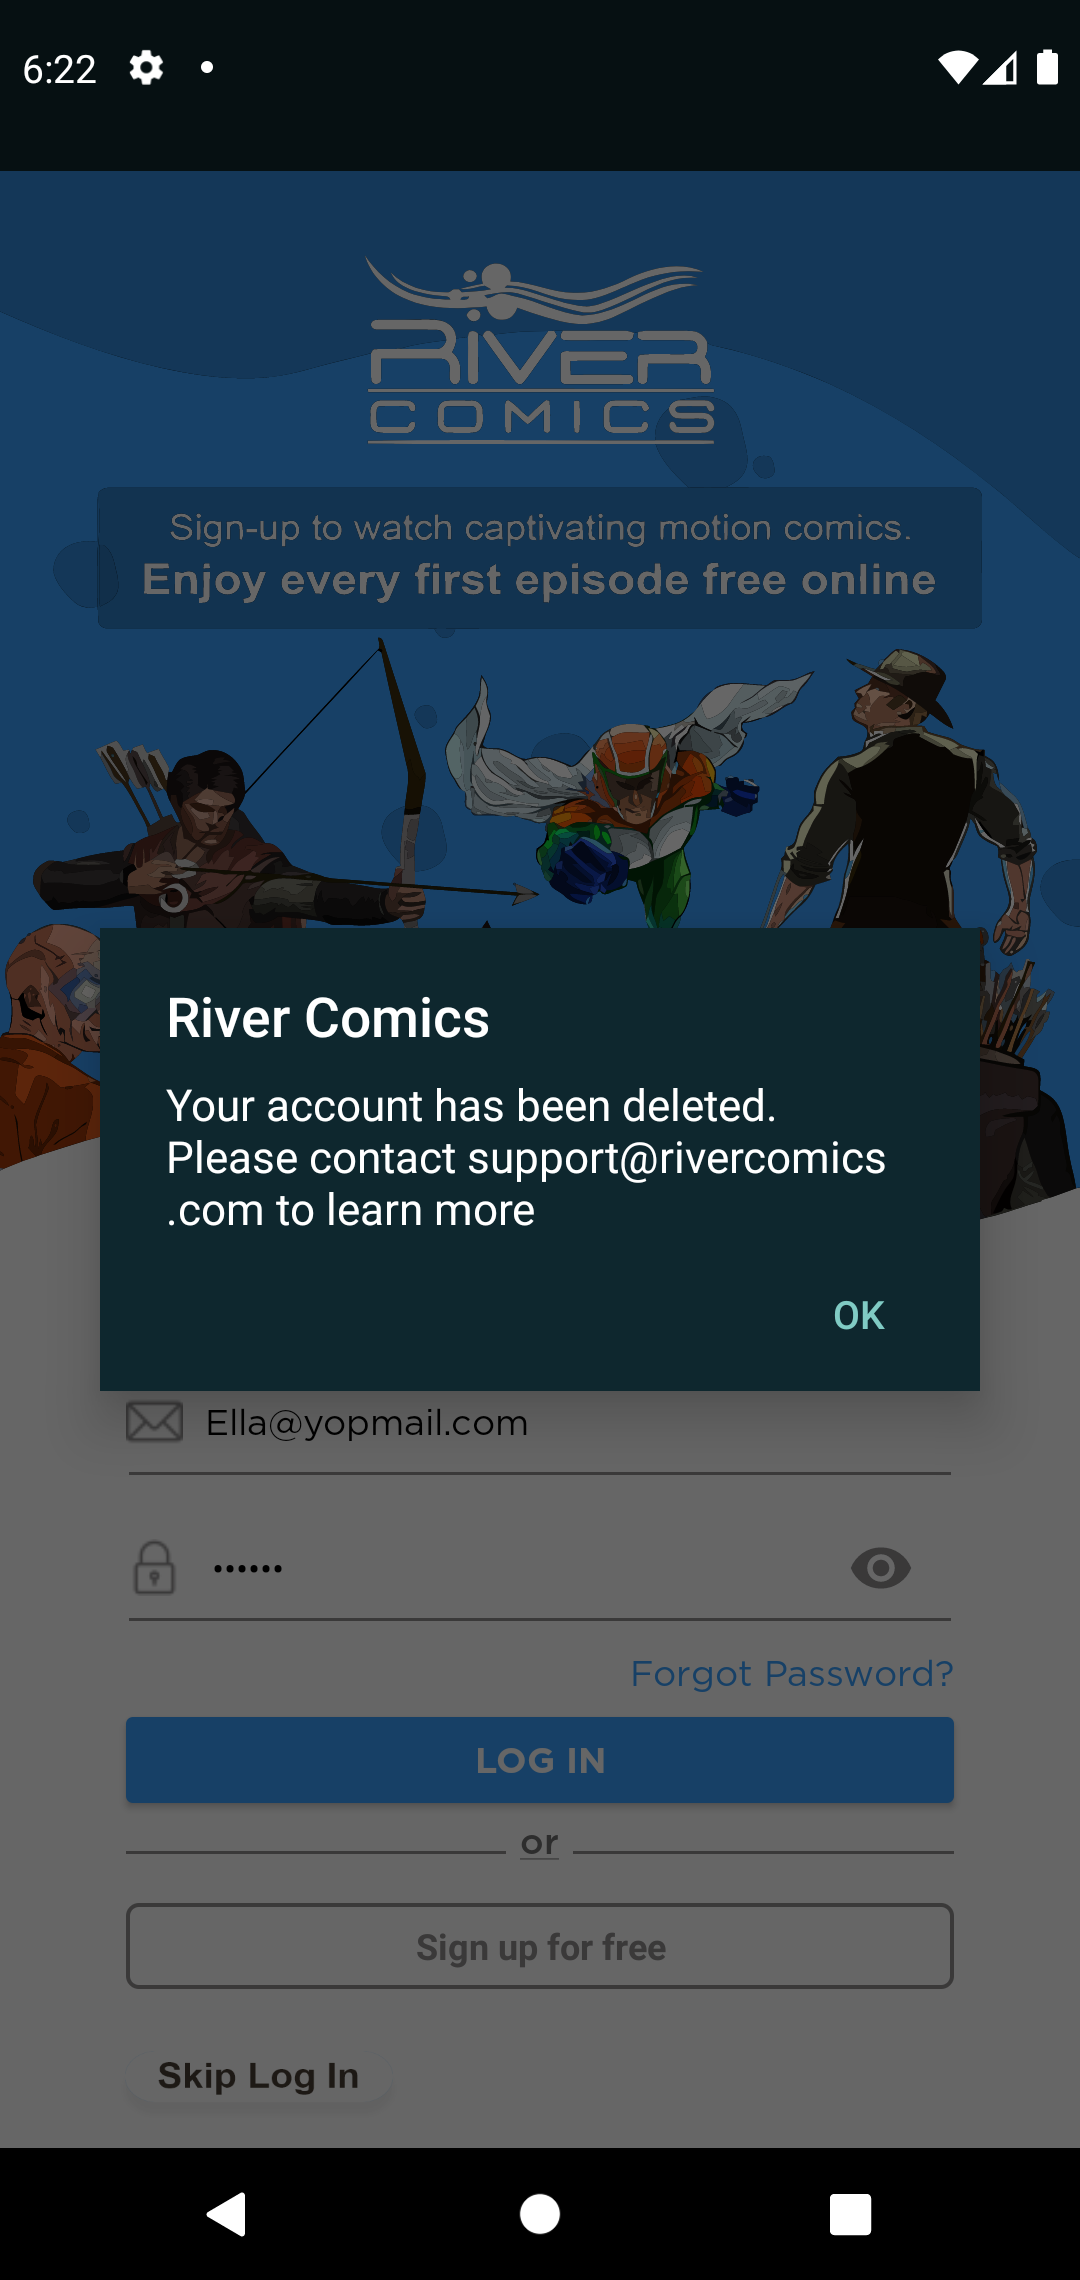 6:22
RIVER
COMICS
Sign-up to watch captivating motion comics.
Enjoy every first episode free online
River Comics
Your account has been deleted.
Please contact support@rivercomics
.com to learn more
OK
Ella@yopmail.com
••••••
Forgot Password?
LOG IN
or
Sign up for free
Skip Log In